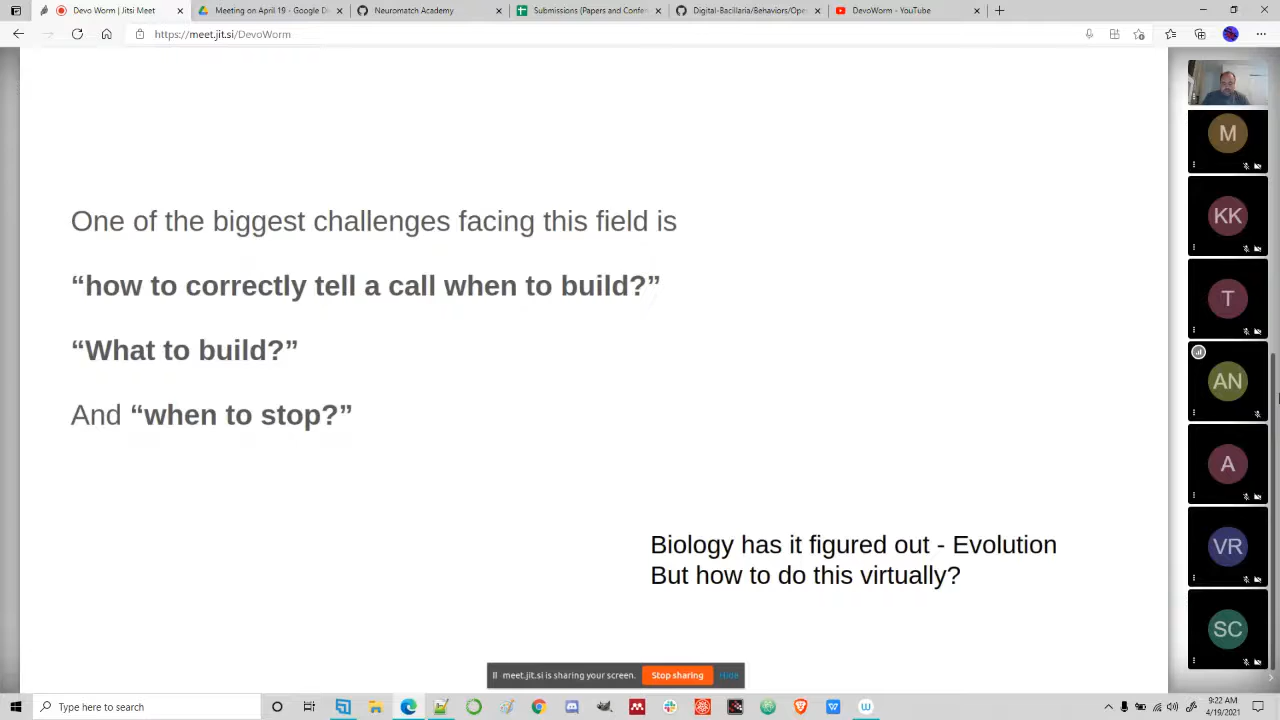 Dev Worm | Jitsi Meet
Meeting on April 19 - Google D
Neuromatch Academy
Submissions (Papers and Confer
Digital-Bacillaria/Behaviors/Ope
DevoWorm - YouTube
https://meet.jit.si/DevoWorm
One of the biggest challenges facing this field is
“how to correctly tell a call when to build?”
“What to build?”
And “when to stop?”
Biology has it figured out - Evolution
But how to do this virtually?
M
KK
T
AN
A
VR
SC
meet.jit.si is sharing your screen.
Stop sharing
Hide
Type here to search
9:22 AM
4/19/2021